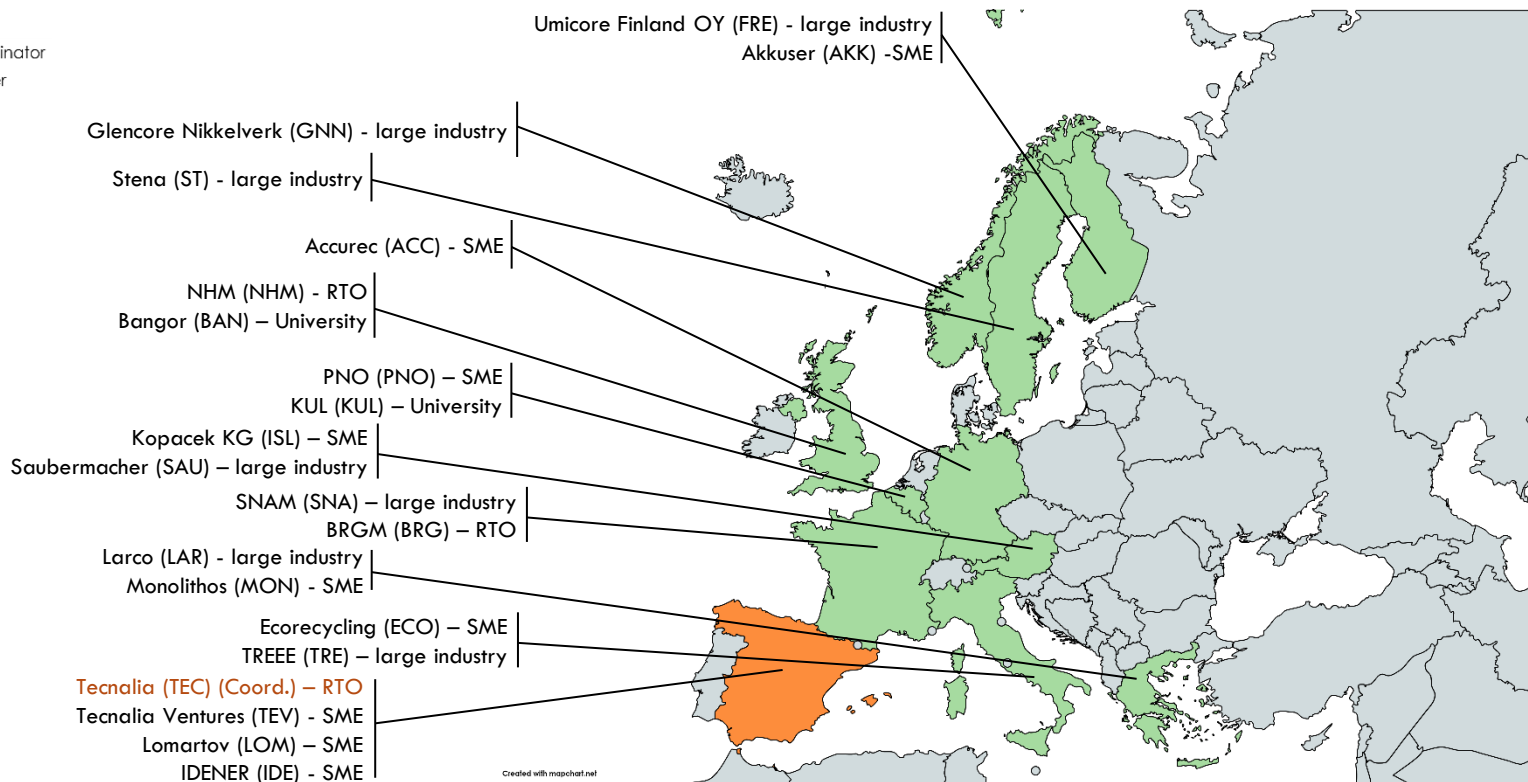 Umicore Finland OY (FRE) - large industry
Akkuser (AKK) -SME
inator
er
Glencore Nikkelverk (GNN) - large industry
Stena (ST) - large industry
Accurec (ACC) - SME
NHM (NHM) - RTO
Bangor (BAN) – University
PNO (PNO) – SME
KUL (KUL) – University
Kopacek KG (ISL) – SME
Saubermacher (SAU) – large industry
SNAM (SNA) – large industry
BRGM (BRG) – RTO
Larco (LAR) - large industry
Monolithos (MON) - SME
Ecorecycling (ECO) – SME
TREEE (TRE) – large industry
Tecnalia (TEC) (Coord.) – RTO
Tecnalia Ventures (TEV) - SME
Lomartov (LOM) – SME
IDENER (IDE) - SME
Created with mapchart.net